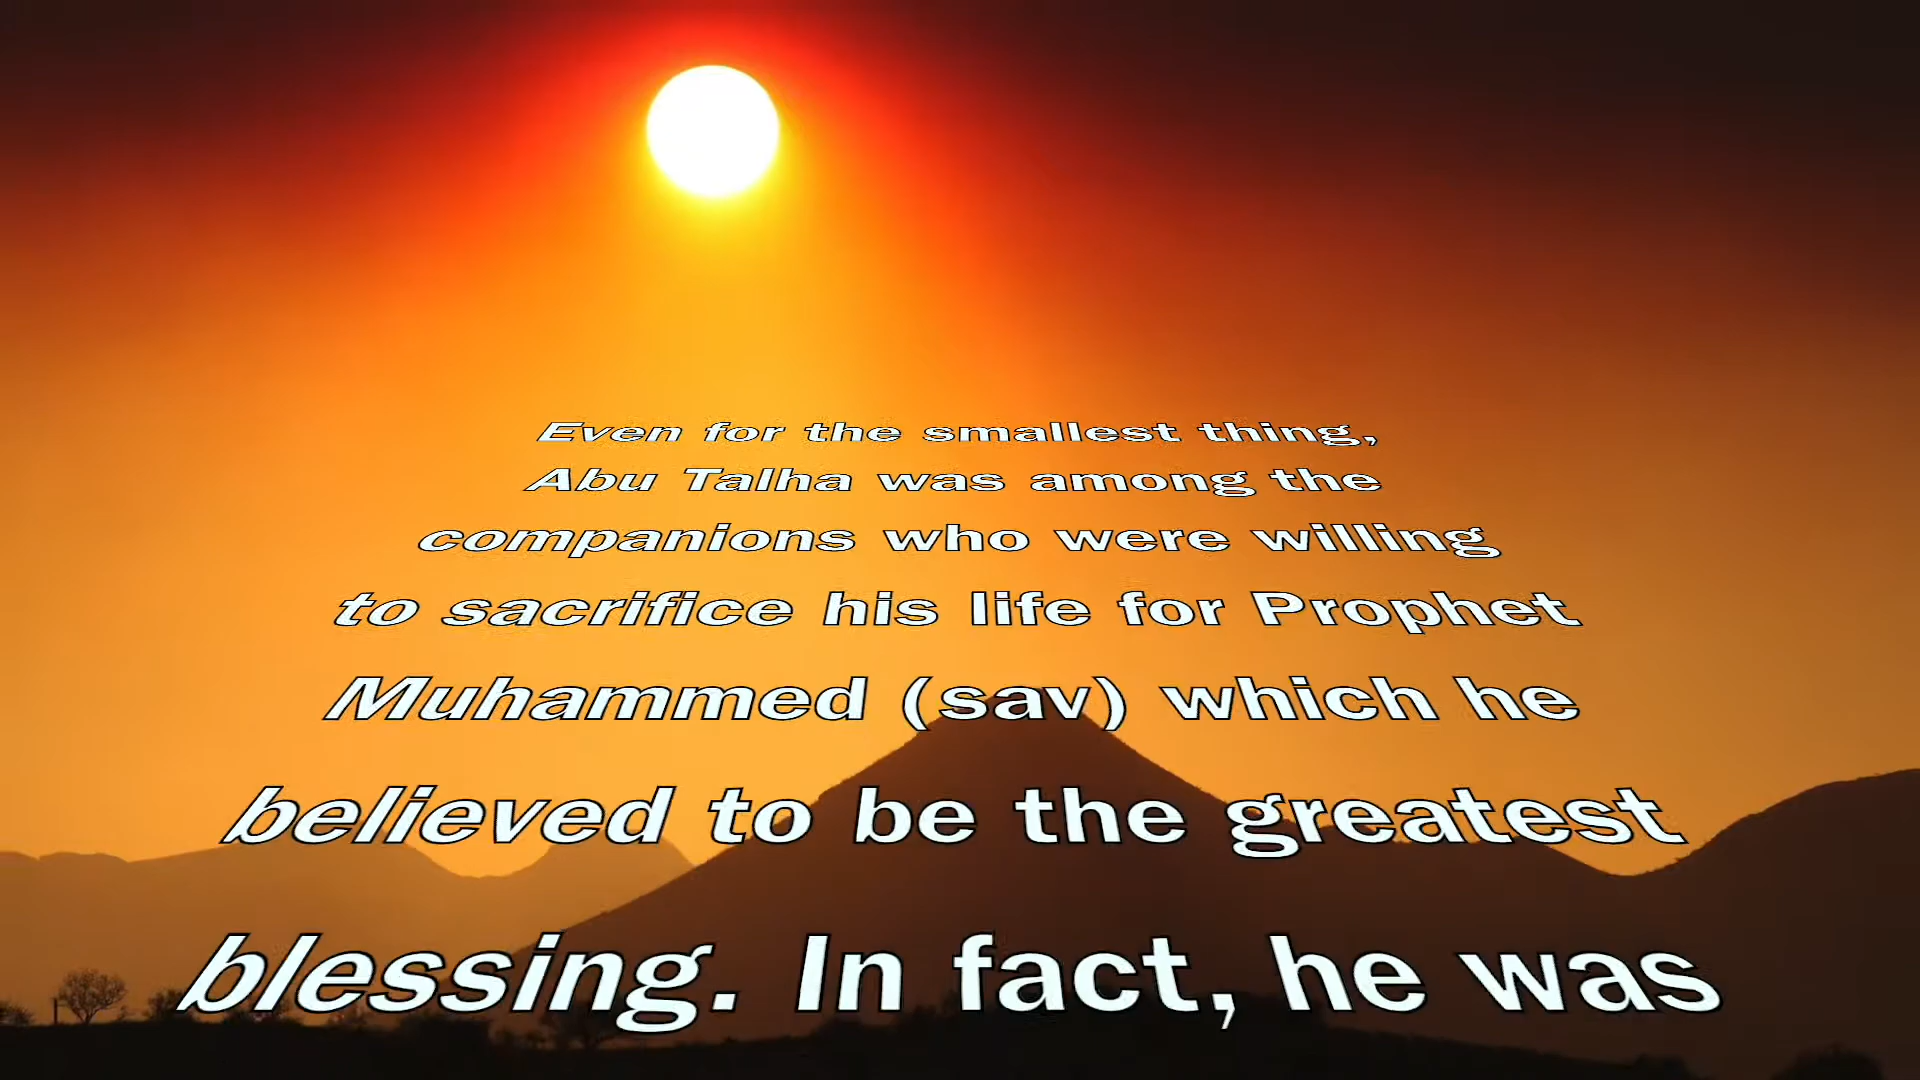 Even for the smallest thing,
Abu Talha was among the
companions who were willing
to sacrifice his life for Prophet
Muhammed (sav) which he
believed to be the greatest
blessing. In fact, he was